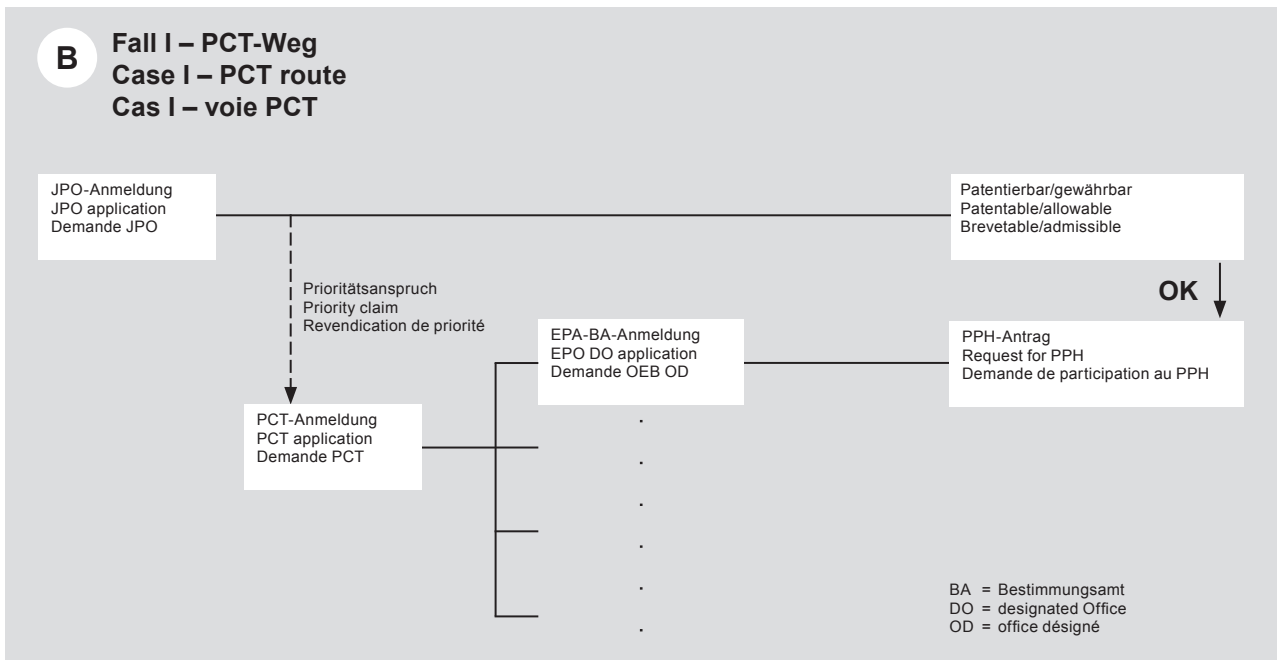 B
Fall I – PCT-Weg
Case I – PCT route
Cas I – voie PCT
JPO-Anmeldung
JPO application
Demande JPO
Patentierbar/gewährbar
Patentable/allowable
Brevetable/admissible
Prioritätsanspruch
Priority claim
Revendication de priorité
OK
EPA-BA-Anmeldung
EPO DO application
Demande OEB OD
PPH-Antrag
Request for PPH
Demande de participation au PPH
PCT-Anmeldung
PCT application
Demande PCT
BA = Bestimmungsamt
DO = designated Office
OD = office désigné